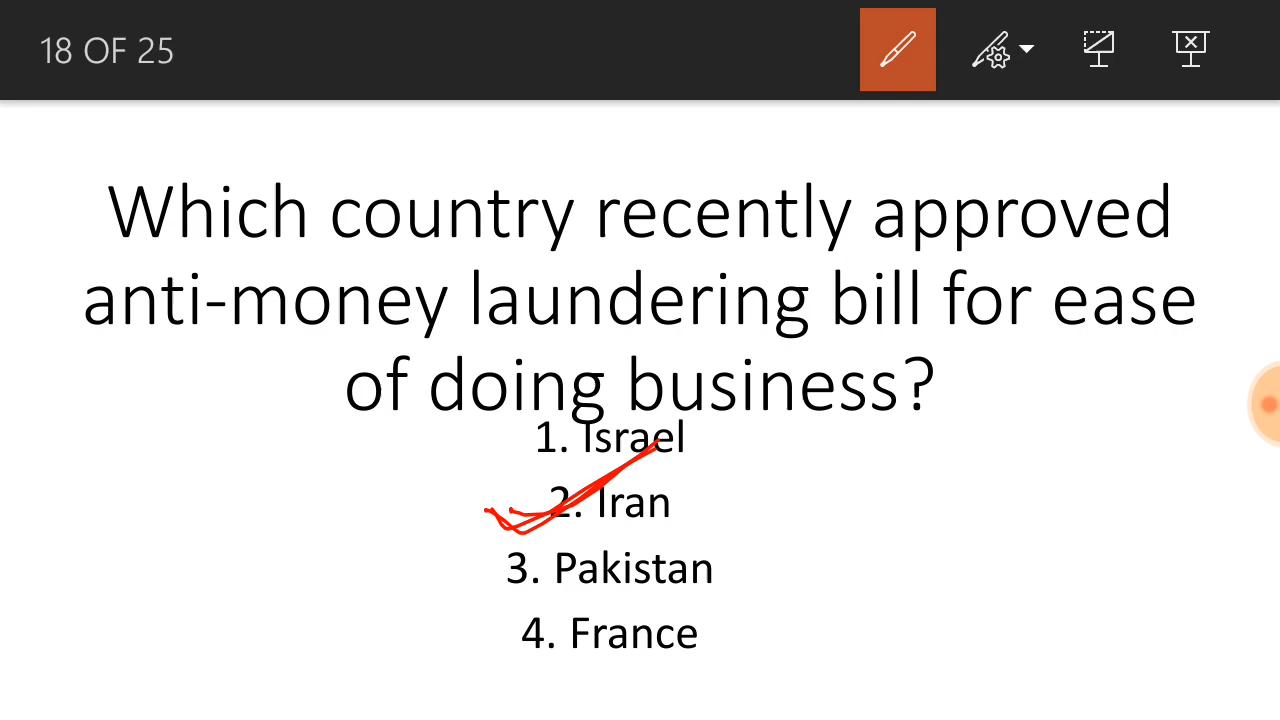 18 OF 25
Which country recently approved
anti-money laundering bill for ease
of doing business?
1. Israel
2. Iran
3. Pakistan
4. France